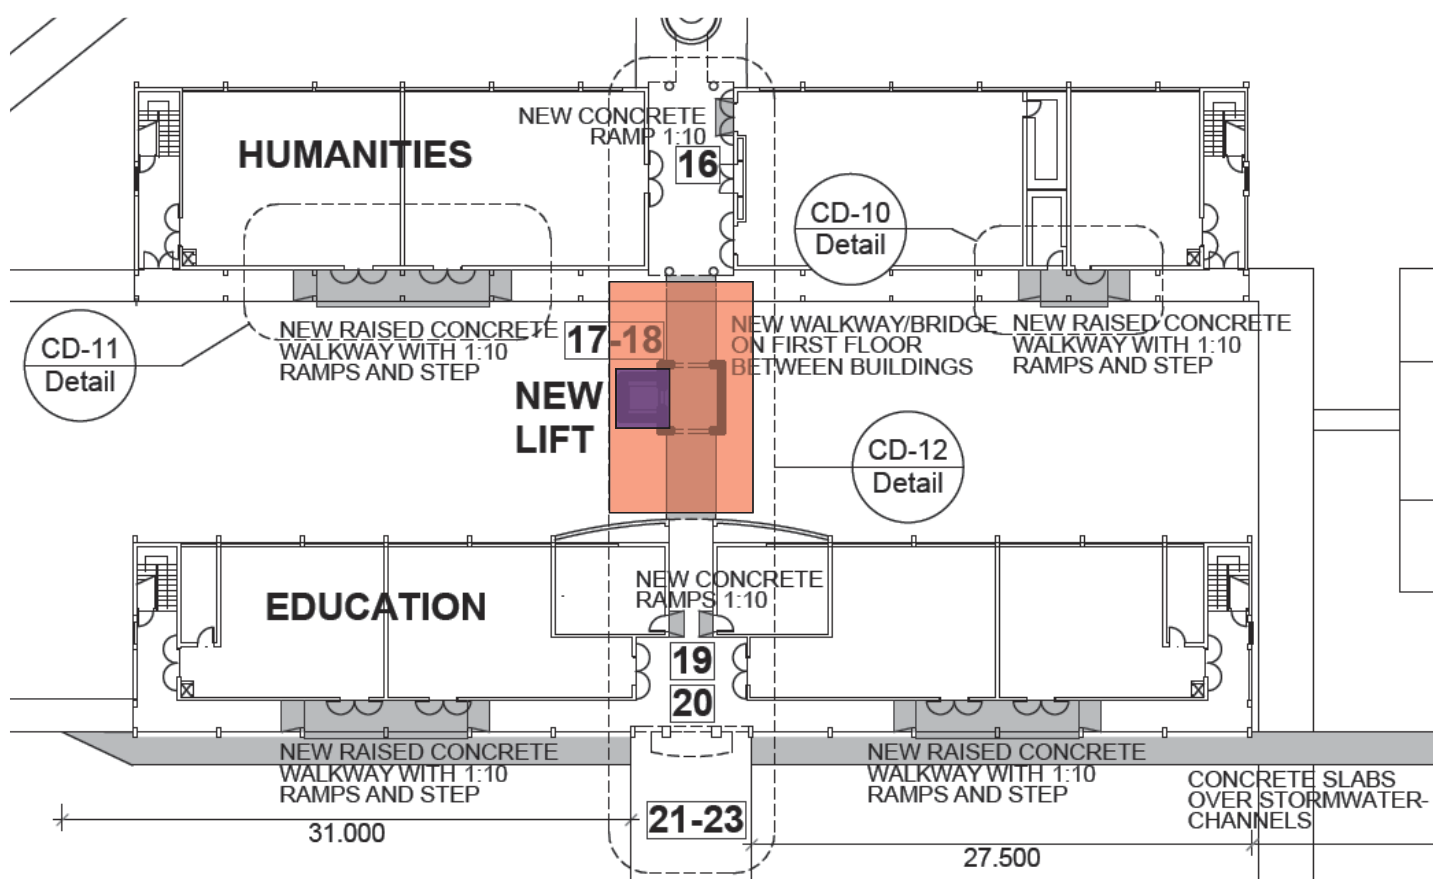 NEW CONCRETE
RAMP 1:10
HUMANITIES
16
CD-10
Detail
CD-11
Detail
NEW RAISED CONCRETE
WALKWAY WITH 1:10
RAMPS AND STEP
17-18
NEW WALKWAY/BRIDGE
ON FIRST FLOOR
BETWEEN BUILDINGS
NEW RAISED CONCRETE
WALKWAY WITH 1:10
RAMPS AND STEP
NEW
LIFT
CD-12
Detail
NEW CONCRETE
RAMPS 1:10
EDUCATION
19
20
NEW RAISED CONCRETE
WALKWAY WITH 1:10
RAMPS AND STEP
NEW RAISED CONCRETE
WALKWAY WITH 1:10
RAMPS AND STEP
CONCRETE SLABS
OVER STORMWATER-
CHANNELS
21-23
31.000
27.500